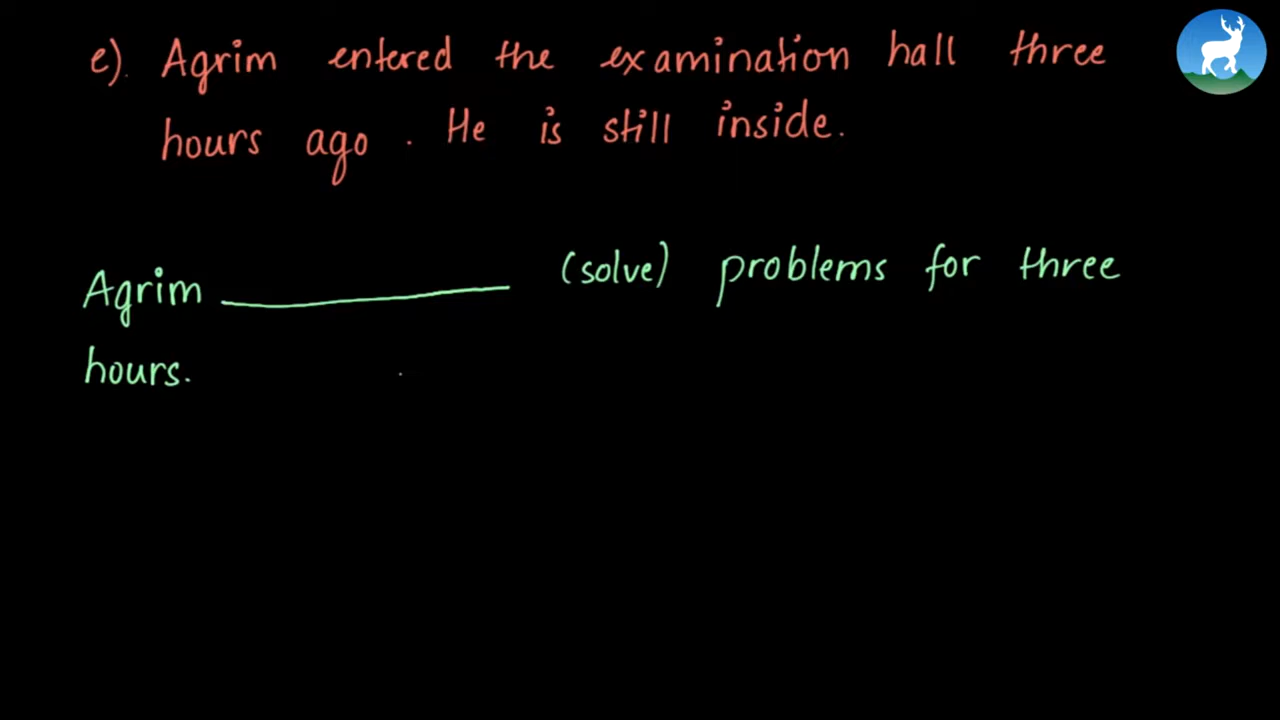 e). Agrim entered the examination hall three
hours ago. He is still inside.
Agrim ____________ (solve) problems for three
hours.